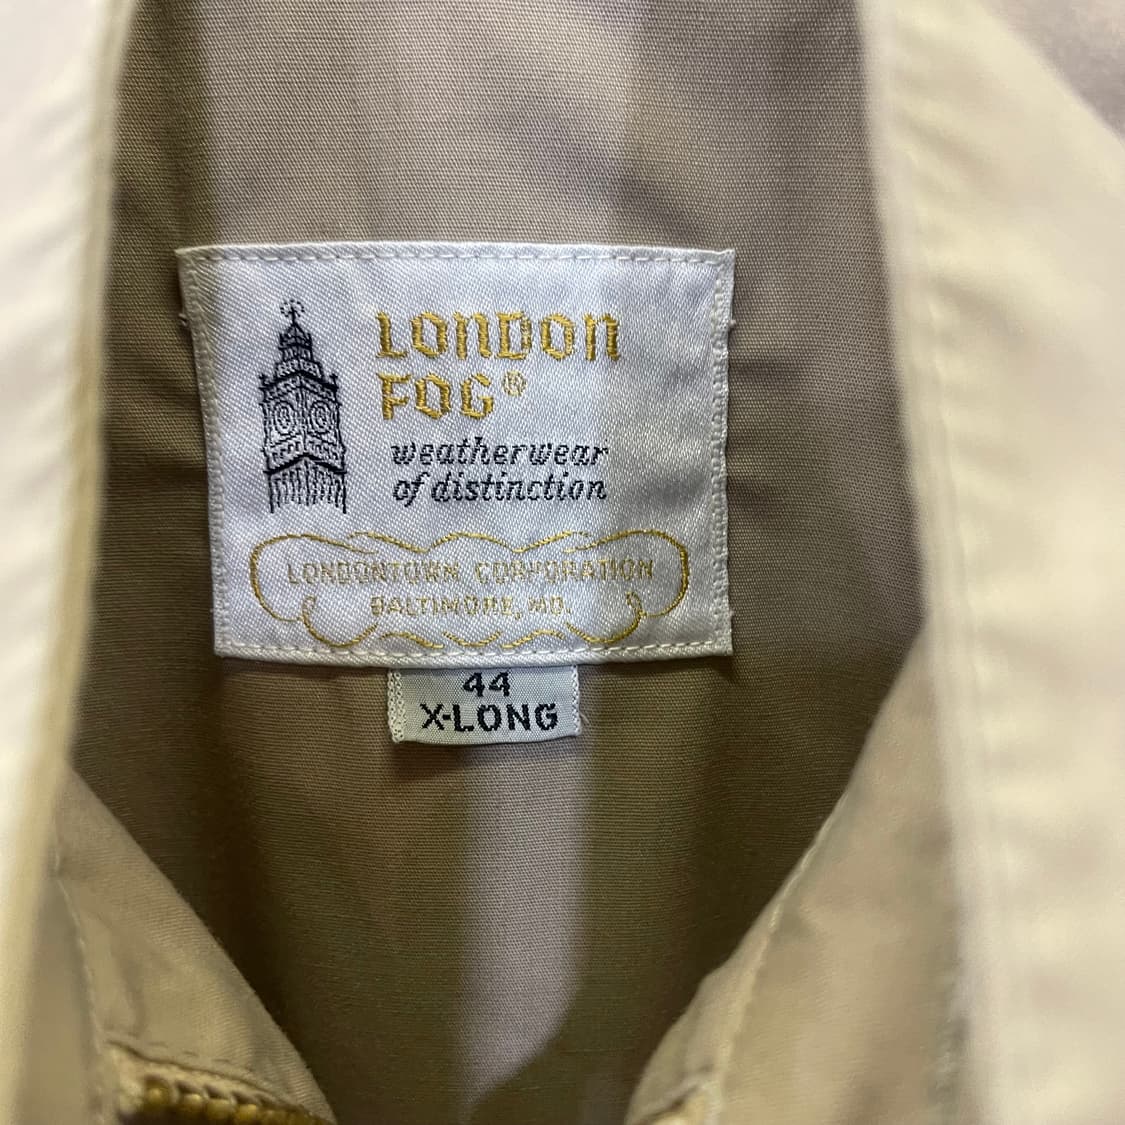 LONDON
FOG®
weatherwear
of distinction
LONDONTOWN CORPORATION
BALTIMORE, MD.
44
X-LONG